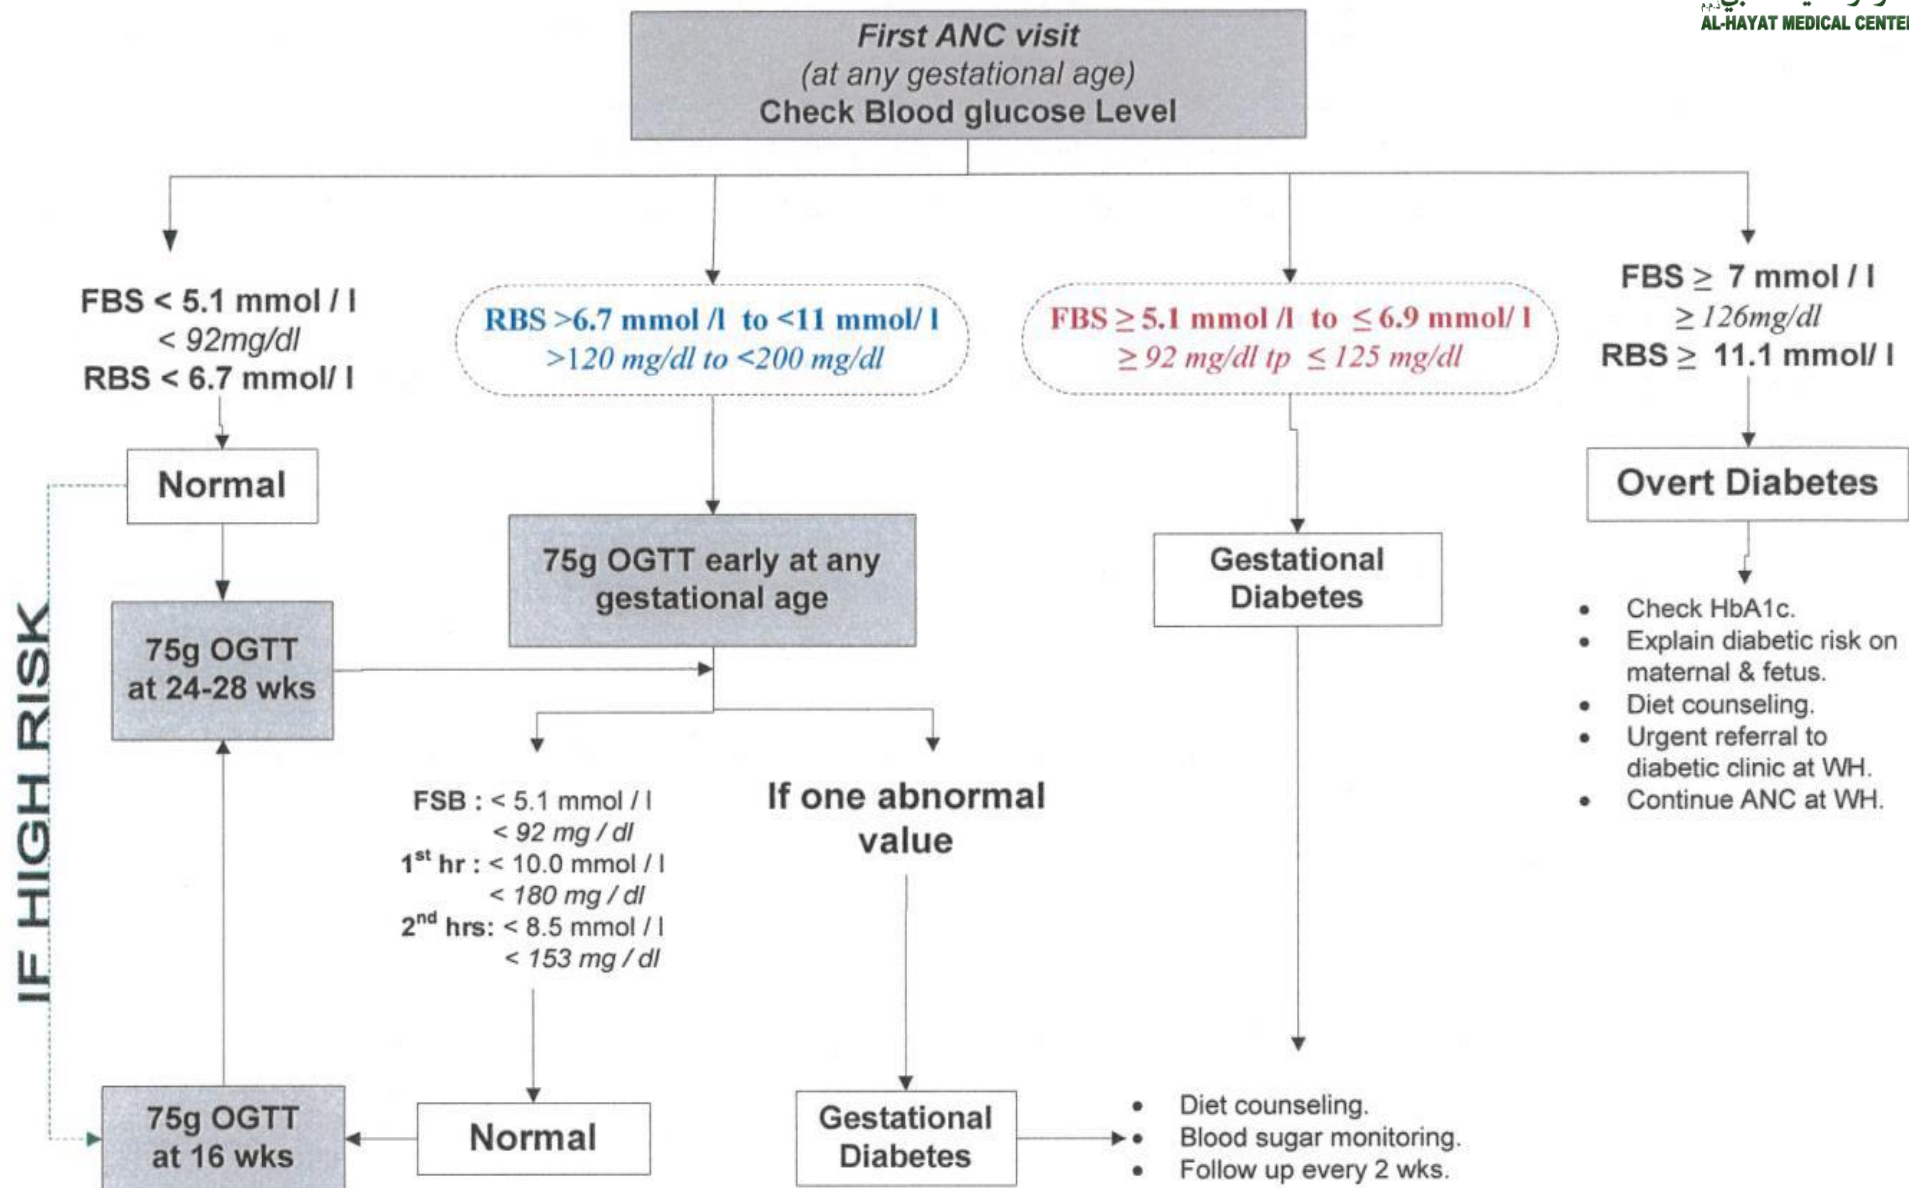 AL-HAYAT MEDICAL CENTER
First ANC visit
(at any gestational age)
Check Blood glucose Level
FBS < 5.1 mmol / l
< 92mg/dl
RBS < 6.7 mmol/ l
RBS >6.7 mmol /l to <11 mmol/ l
>120 mg/dl to <200 mg/dl
FBS ≥ 5.1 mmol /l to ≤ 6.9 mmol/ l
≥ 92 mg/dl tp ≤ 125 mg/dl
FBS ≥ 7 mmol / l
≥ 126mg/dl
RBS ≥ 11.1 mmol/ l
Normal
75g OGTT early at any
gestational age
Gestational
Diabetes
Overt Diabetes
75g OGTT
at 24-28 wks
• Check HbA1c.
• Explain diabetic risk on
maternal & fetus.
• Diet counseling.
• Urgent referral to
diabetic clinic at WH.
• Continue ANC at WH.
IF HIGH RISK
FSB : < 5.1 mmol / l
< 92 mg / dl
1st hr : < 10.0 mmol / l
< 180 mg / dl
2nd hrs: < 8.5 mmol / l
< 153 mg / dl
If one abnormal
value
75g OGTT
at 16 wks
Normal
Gestational
Diabetes
• Diet counseling.
• Blood sugar monitoring.
• Follow up every 2 wks.